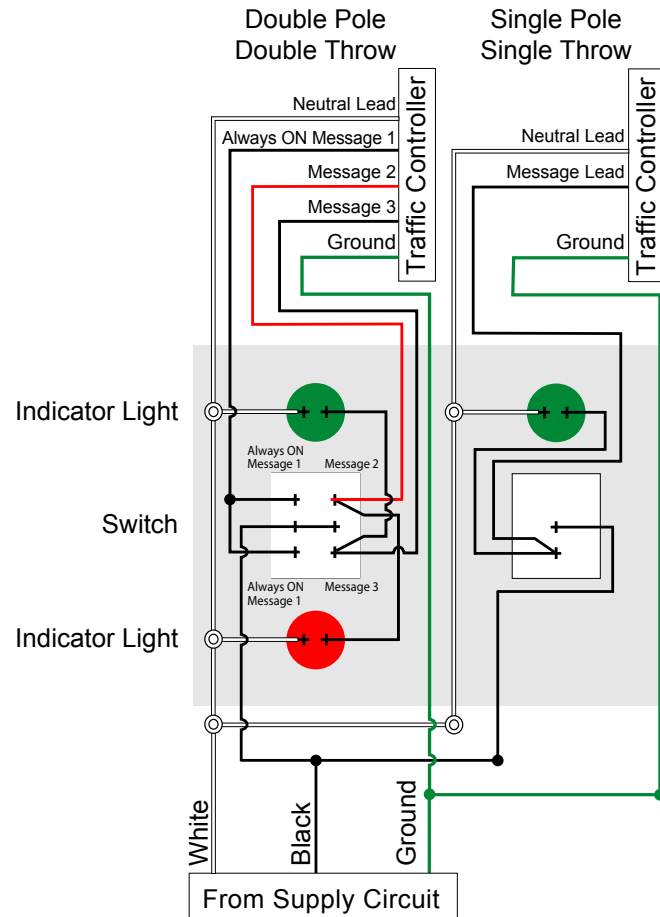 Double Pole
Double Throw
Single Pole
Single Throw
Neutral Lead
Always ON Message 1
Message 2
Message 3
Ground
Traffic Controller
Neutral Lead
Message Lead
Ground
Traffic Controller
Indicator Light
Always ON
Message 1
Message 2
Switch
Always ON
Message 1
Message 3
Indicator Light
White
Black
Ground
From Supply Circuit